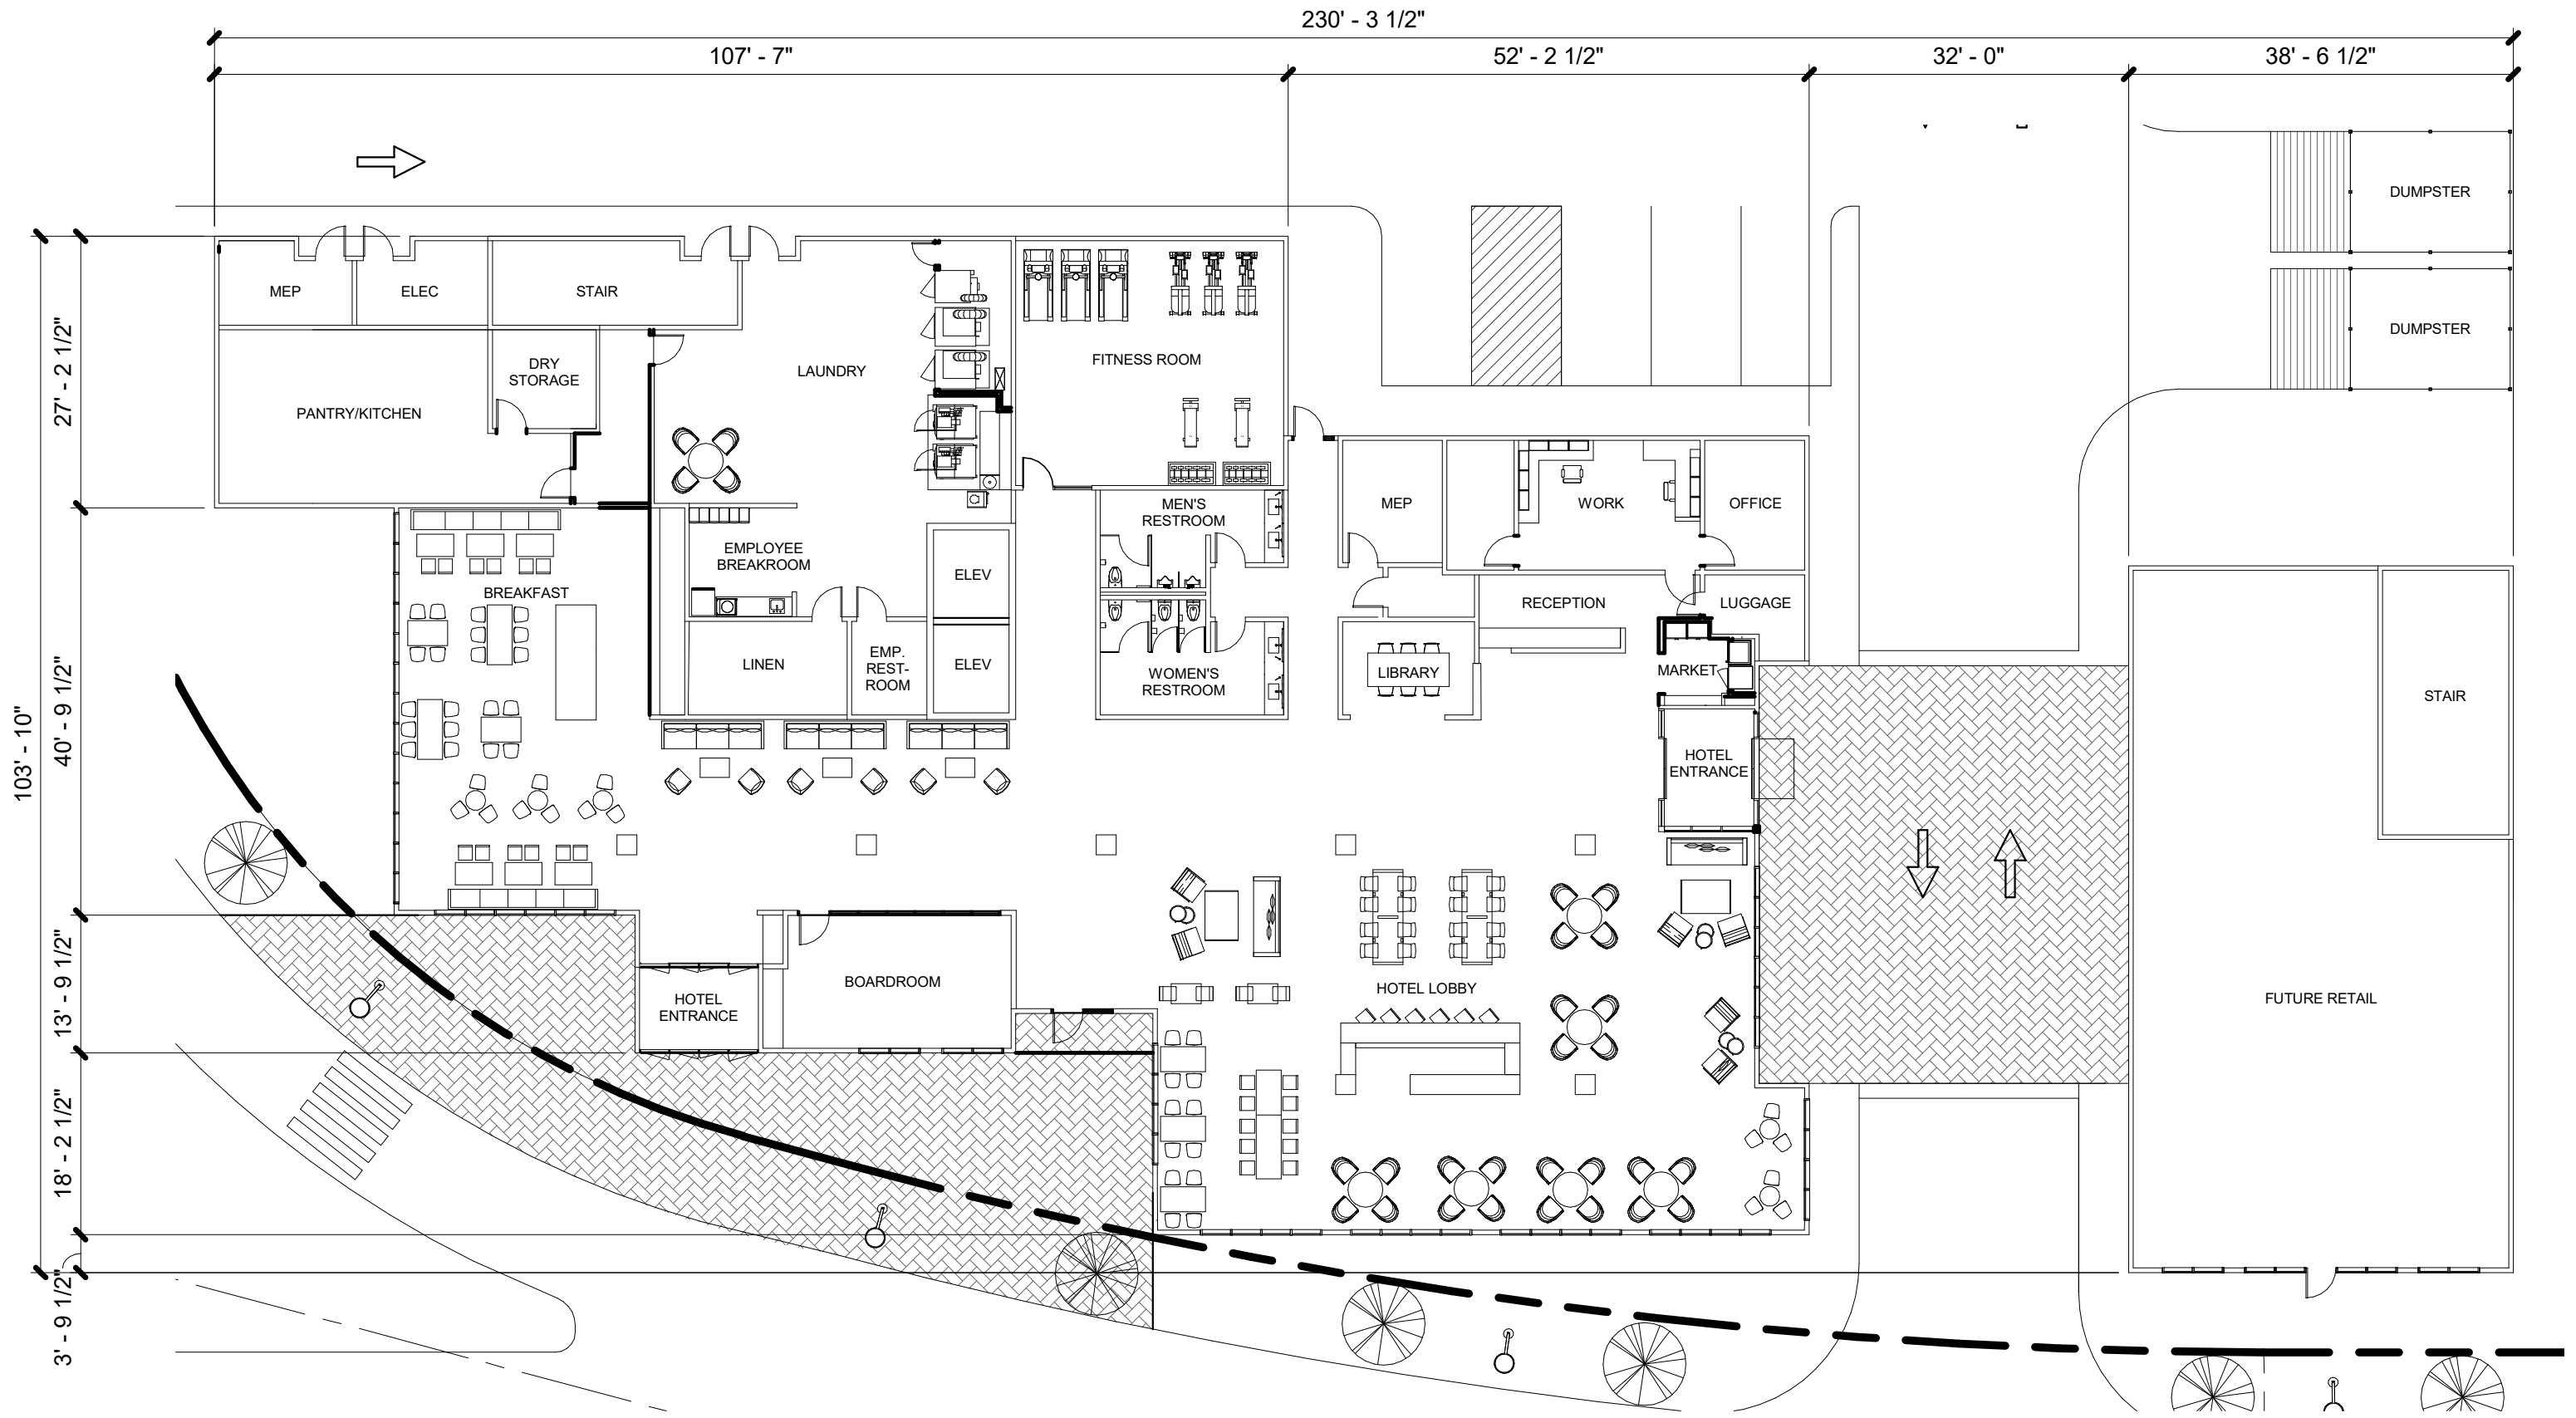 230' - 3 1/2"
107' - 7"
52' - 2 1/2"
32' - 0"
38' - 6 1/2"
103' - 10"
27' - 2 1/2"
40' - 9 1/2"
13' - 9 1/2"
18' - 2 1/2"
3' - 9 1/2"
DUMPSTER
DUMPSTER
MEP
ELEC
STAIR
DRY
STORAGE
PANTRY/KITCHEN
LAUNDRY
FITNESS ROOM
MEN'S
RESTROOM
MEP
WORK
OFFICE
EMPLOYEE
BREAKROOM
ELEV
BREAKFAST
RECEPTION
LUGGAGE
LINEN
EMP.
REST-
ROOM
ELEV
WOMEN'S
RESTROOM
LIBRARY
MARKET
STAIR
HOTEL
ENTRANCE
BOARDROOM
HOTEL
ENTRANCE
HOTEL LOBBY
FUTURE RETAIL